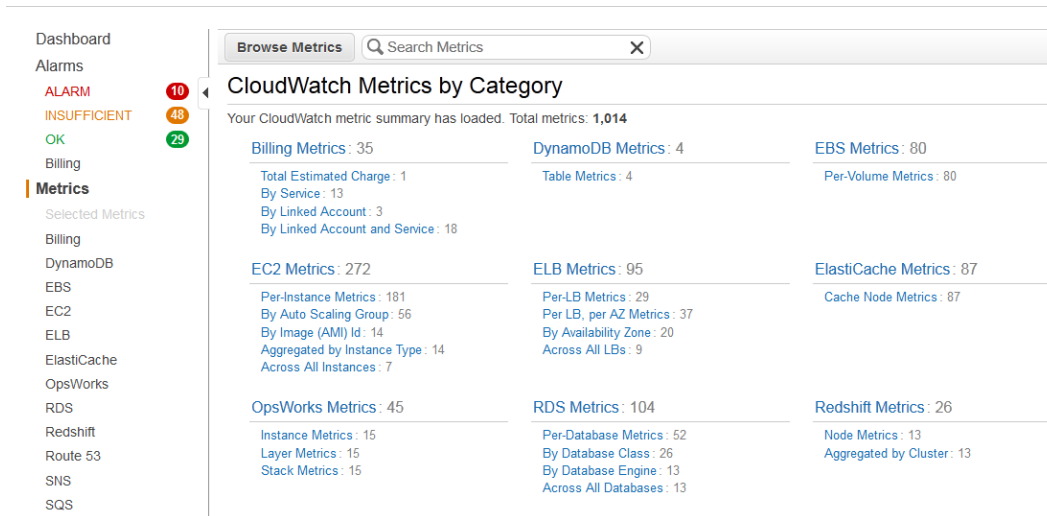 Dashboard
Alarms
ALARM 10
INSUFFICIENT 48
OK 29
Billing
Metrics
Selected Metrics
Billing
DynamoDB
EBS
EC2
ELB
ElastiCache
OpsWorks
RDS
Redshift
Route 53
SNS
SQS
Browse Metrics Search Metrics
CloudWatch Metrics by Category
Your CloudWatch metric summary has loaded. Total metrics: 1,014
Billing Metrics: 35
Total Estimated Charge: 1
By Service: 13
By Linked Account: 3
By Linked Account and Service: 18
DynamoDB Metrics: 4
Table Metrics: 4
EBS Metrics: 80
Per-Volume Metrics: 80
EC2 Metrics: 272
Per-Instance Metrics: 181
By Auto Scaling Group: 56
By Image (AMI) Id: 14
Aggregated by Instance Type: 14
Across All Instances: 7
ELB Metrics: 95
Per-LB Metrics: 29
Per LB, per AZ Metrics: 37
By Availability Zone: 20
Across All LBs: 9
ElastiCache Metrics: 87
Cache Node Metrics: 87
OpsWorks Metrics: 45
Instance Metrics: 15
Layer Metrics: 15
Stack Metrics: 15
RDS Metrics: 104
Per-Database Metrics: 52
By Database Class: 26
By Database Engine: 13
Across All Databases: 13
Redshift Metrics: 26
Node Metrics: 13
Aggregated by Cluster: 13